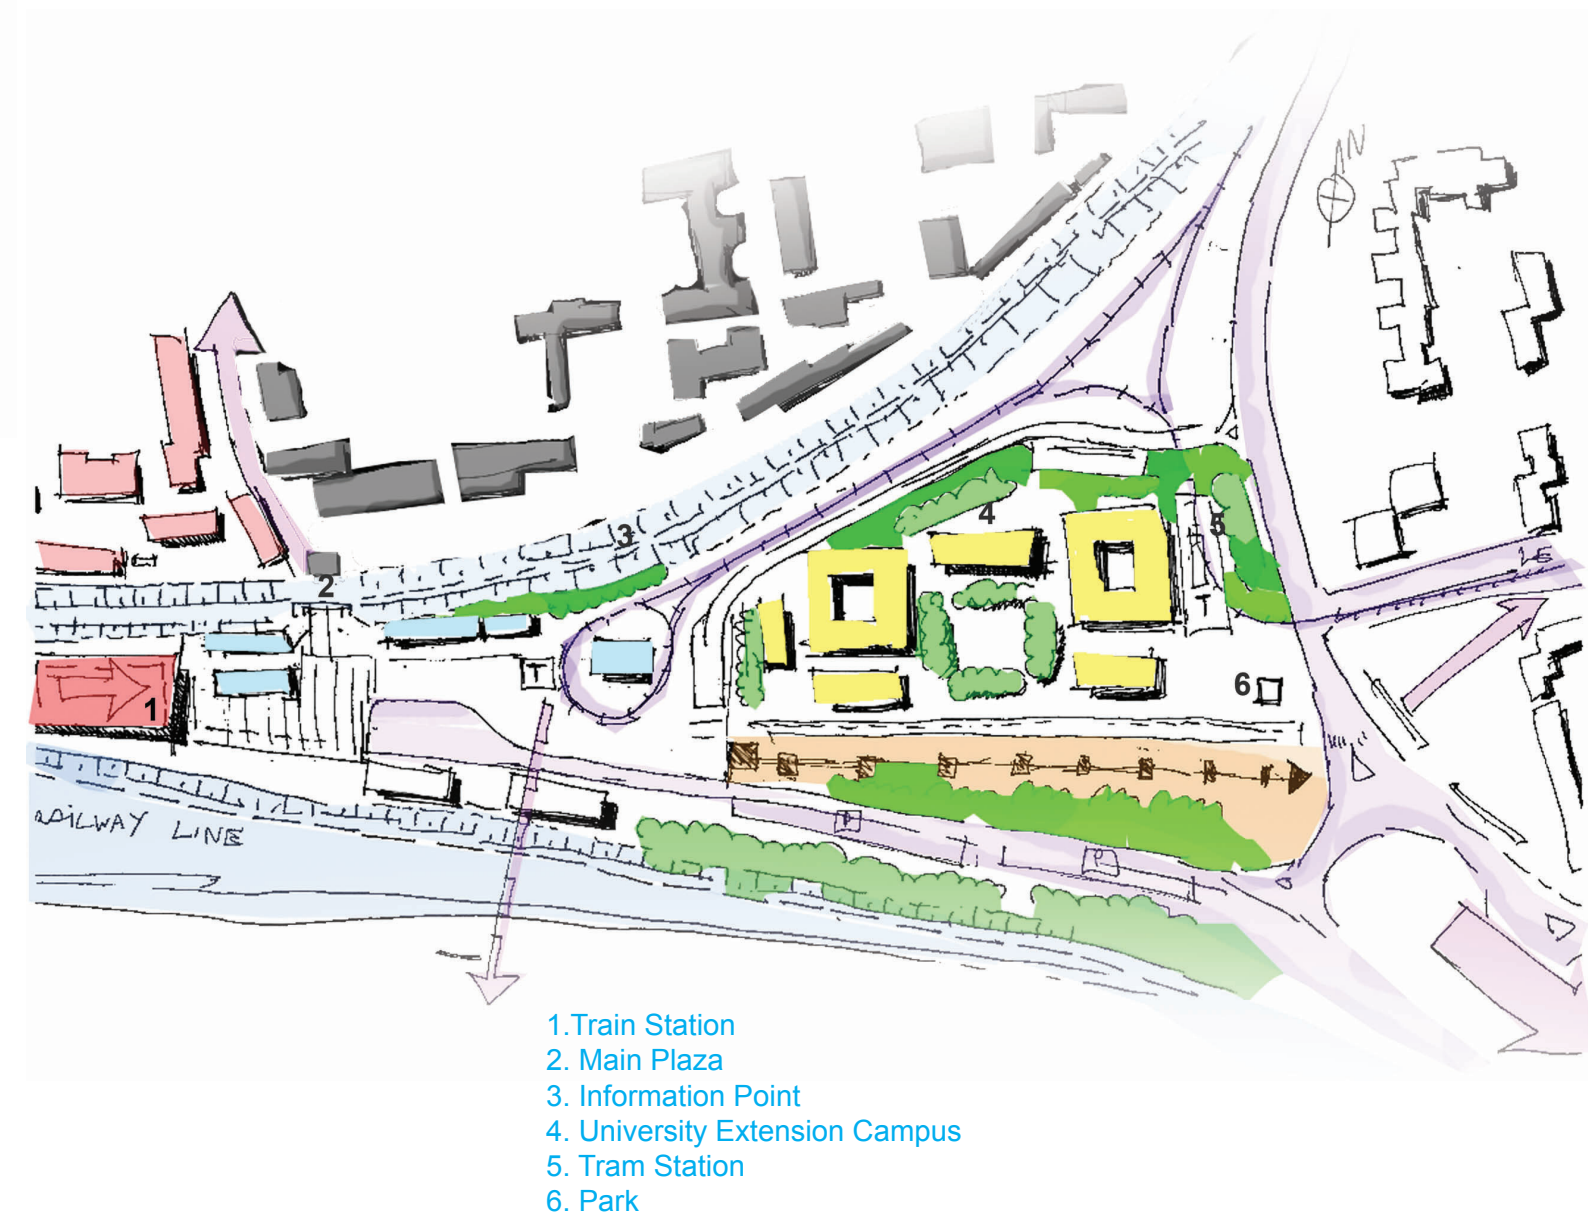 N
3
4
5
2
T
T
6
1
RAILWAY LINE
P
1.Train Station
2. Main Plaza
3. Information Point
4. University Extension Campus
5. Tram Station
6. Park